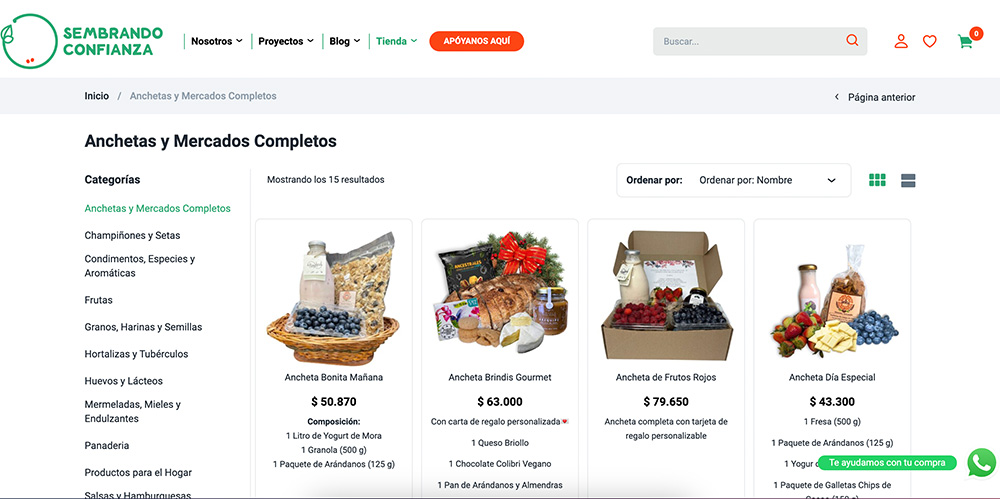 SEMBRANDO
CONFIANZA
Nosotros
Proyectos
Blog
Tienda
APÓYANOS AQUÍ
Buscar...
0
Inicio / Anchetas y Mercados Completos
Página anterior
Anchetas y Mercados Completos
Categorías
Anchetas y Mercados Completos
Champiñones y Setas
Condimentos, Especies y
Aromáticas
Frutas
Granos, Harinas y Semillas
Hortalizas y Tubérculos
Huevos y Lácteos
Mermeladas, Mieles y
Endulzantes
Panaderia
Productos para el Hogar
Salsas y Hamburguesas
Mostrando los 15 resultados
Ordenar por: Ordenar por: Nombre
Ancheta Bonita Mañana
$ 50.870
Composición:
1 Litro de Yogurt de Mora
1 Granola (500 g)
1 Paquete de Arándanos (125 g)
ANCESTRALES
Ancheta Brindis Gourmet
$ 63.000
Con carta de regalo personalizada💌
1 Queso Briollo
1 Chocolate Colibri Vegano
1 Pan de Arándanos y Almendras
Ancheta de Frutos Rojos
$ 79.650
Ancheta completa con tarjeta de
regalo personalizable
Ancheta Día Especial
$ 43.300
1 Fresa (500 g)
1 Paquete de Arándanos (125 g)
1 Yogur
1 Paquete de Galletas Chips de
Te ayudamos con tu compra